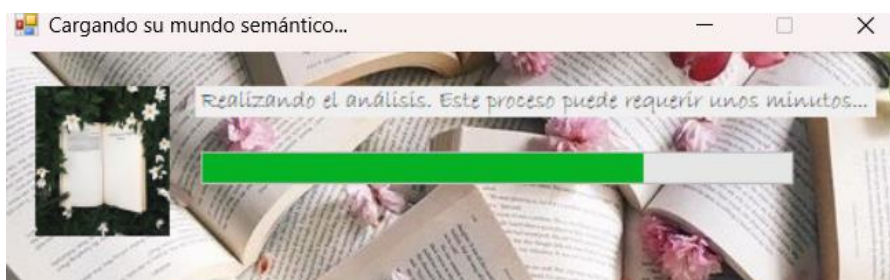 Cargando su mundo semántico...
Realizando el análisis. Este proceso puede requerir unos minutos...